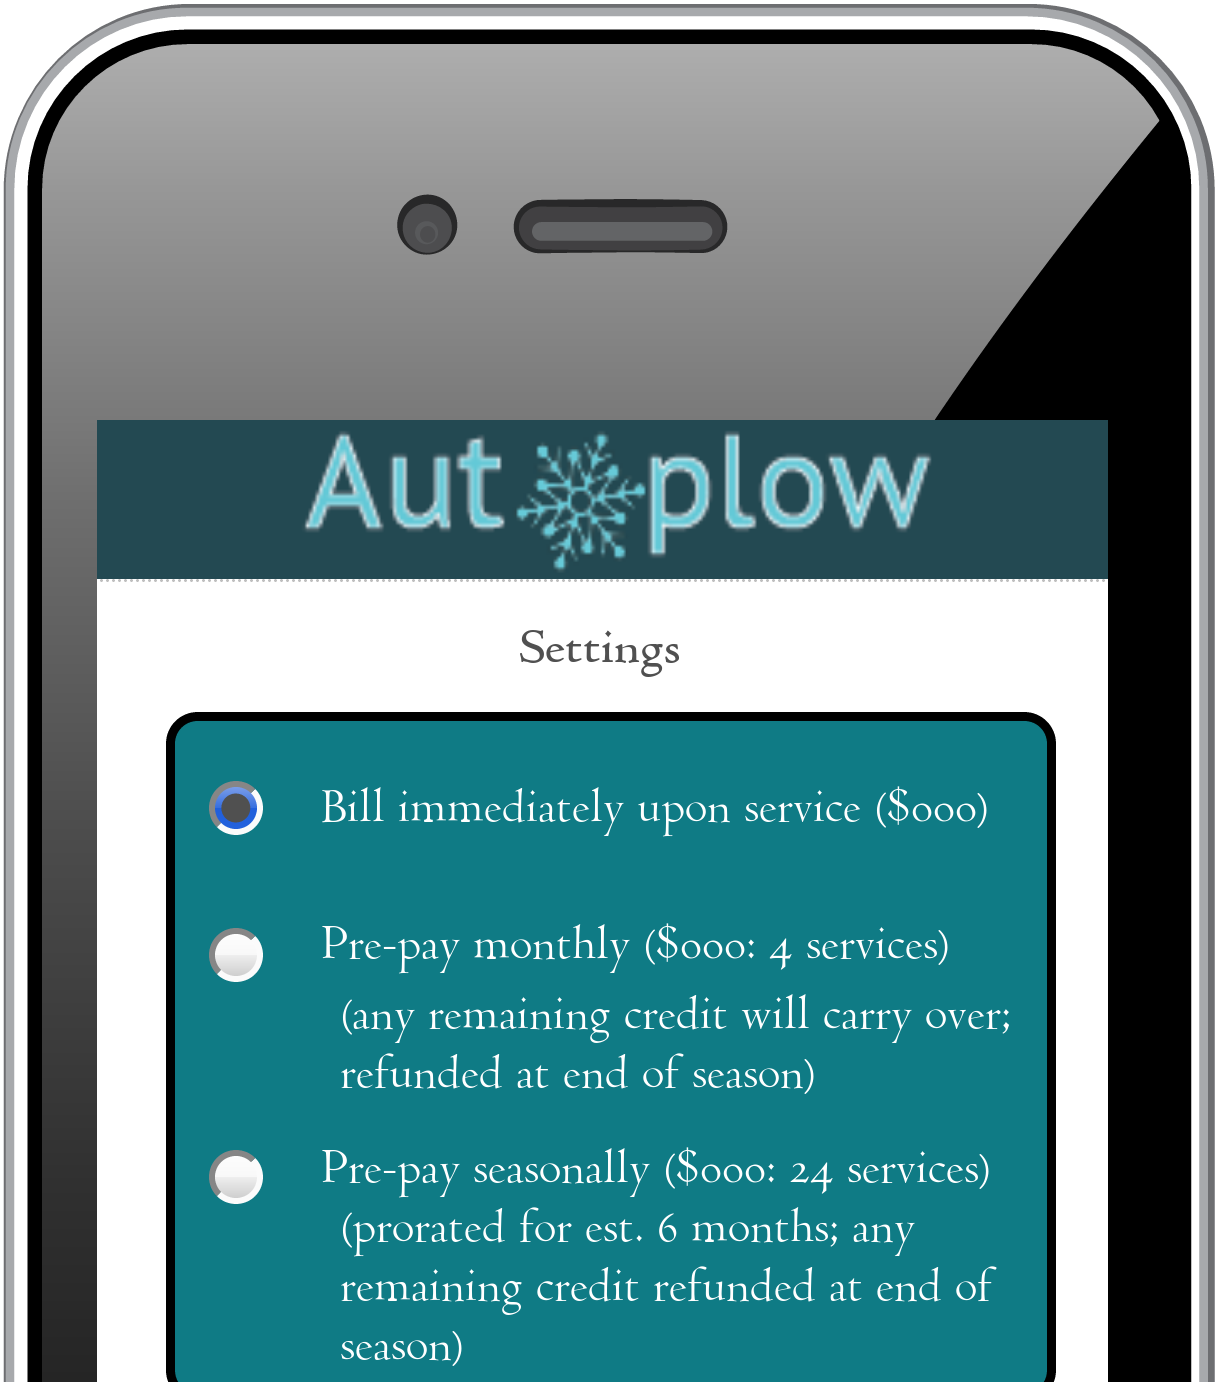 Aut plow
Settings
Bill immediately upon service ($000)
Pre-pay monthly ($000: 4 services)
(any remaining credit will carry over;
refunded at end of season)
Pre-pay seasonally ($000: 24 services)
(prorated for est. 6 months; any
remaining credit refunded at end of
season)